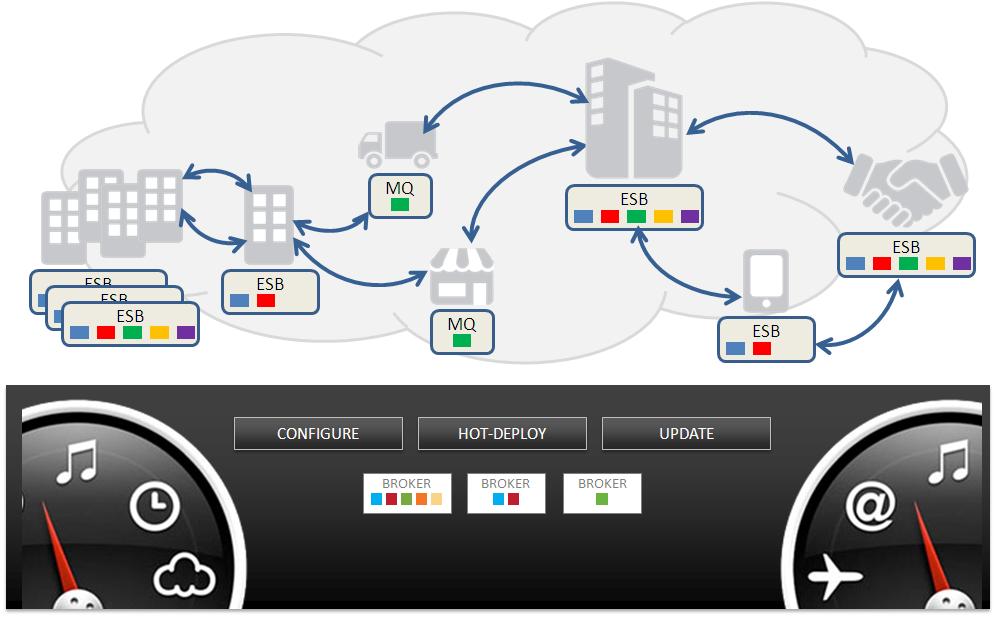 MQ
ESB
ESB
ESB
ESB
ESB
ESB
MQ
ESB
CONFIGURE
HOT-DEPLOY
UPDATE
BROKER
BROKER
BROKER
@